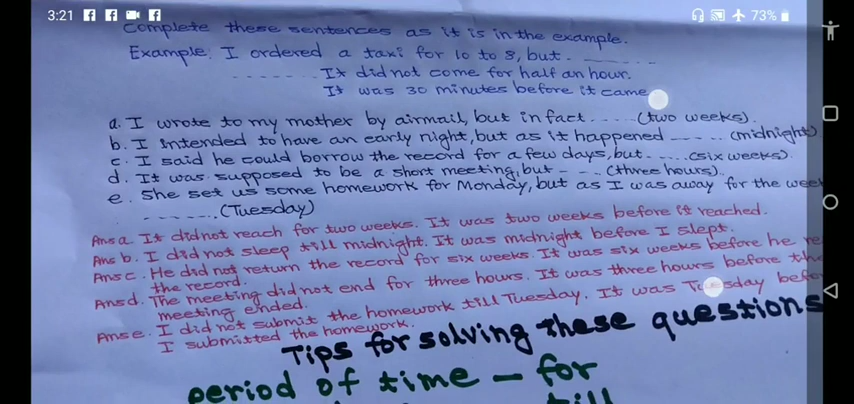 3:21
73%
Complete these sentences as it is in the example.
Example. I ordered a taxi for 10 to 8, but. ......
...... It did not come for half an hour.
It was 30 minutes before it came
a. I wrote to my mother by airmail, but in fact .... (two weeks).
b. I intended to have an early night, but as it happened .... (midnight)
c. I said he could borrow the record for a few days, but .... (six weeks).
d. It was supposed to be a short meeting, but - - - (three hours).
e. She set us some homework for Monday, but as I was away for the week
....... (Tuesday)
Ans a. It did not reach for two weeks. It was two weeks before it reached.
Ans b. I did not sleep till midnight. It was midnight before I slept.
Ans c. He did not return the record for six weeks. It was six weeks before he re
the record.
Ans d. The meeting did not end for three hours. It was three hours before the
meeting ended.
Ans e. I did not submit the homework till Tuesday. It was Tuesday befo
I submitted the homework.
Tips for solving these questions
period of time – for
till